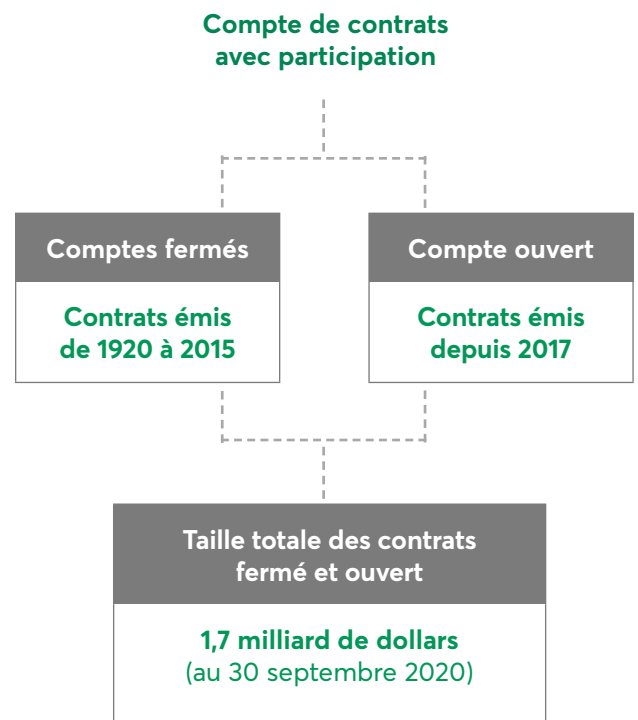 Compte de contrats
avec participation
Comptes fermés
Contrats émis
de 1920 à 2015
Compte ouvert
Contrats émis
depuis 2017
Taille totale des contrats
fermé et ouvert
1,7 milliard de dollars
(au 30 septembre 2020)